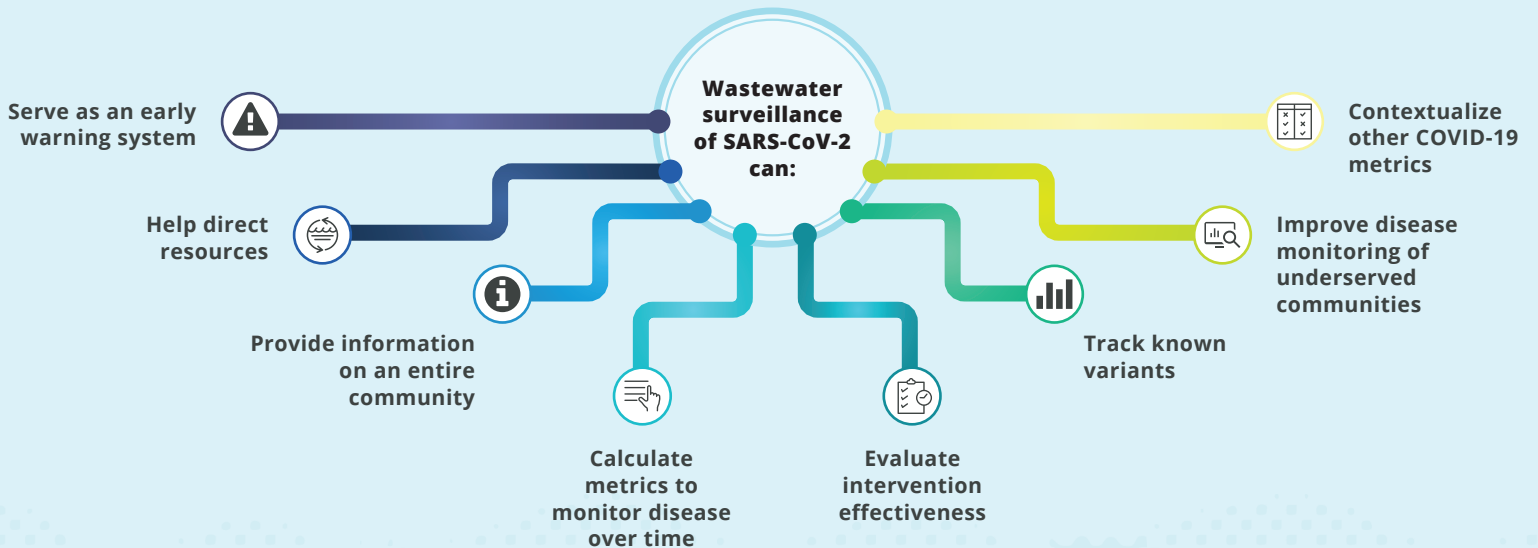 Wastewater
surveillance
of SARS-CoV-2
can:
Serve as an early
warning system
Help direct
resources
Provide information
on an entire
community
Calculate
metrics to
monitor disease
over time
Evaluate
intervention
effectiveness
Track known
variants
Improve disease
monitoring of
underserved
communities
Contextualize
other COVID-19
metrics